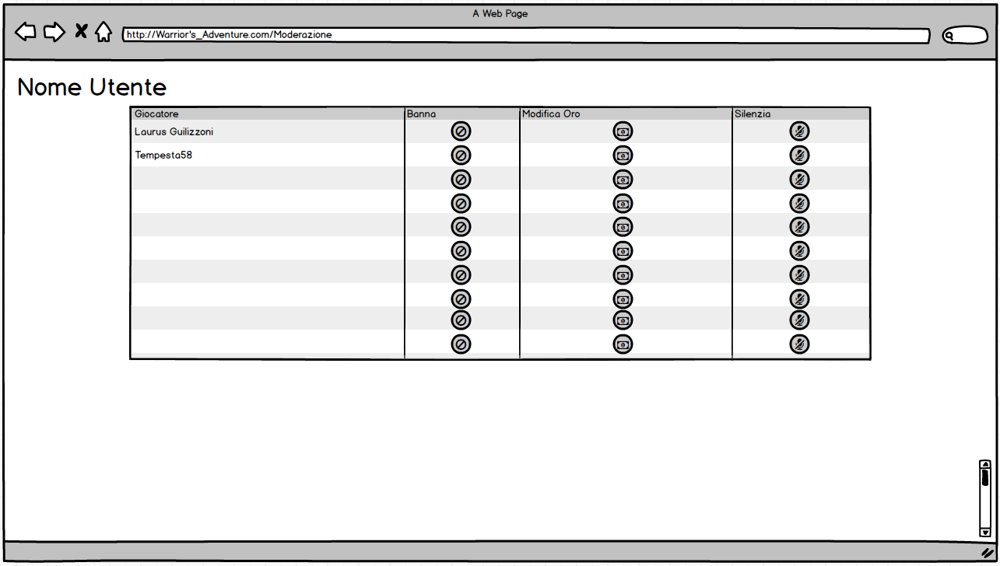 A Web Page
http://Warrior's_Adventure.com/Moderazione
Nome Utente
Giocatore Banna Modifica Oro Silenzia
Laurus Guilizzoni
Tempesta58